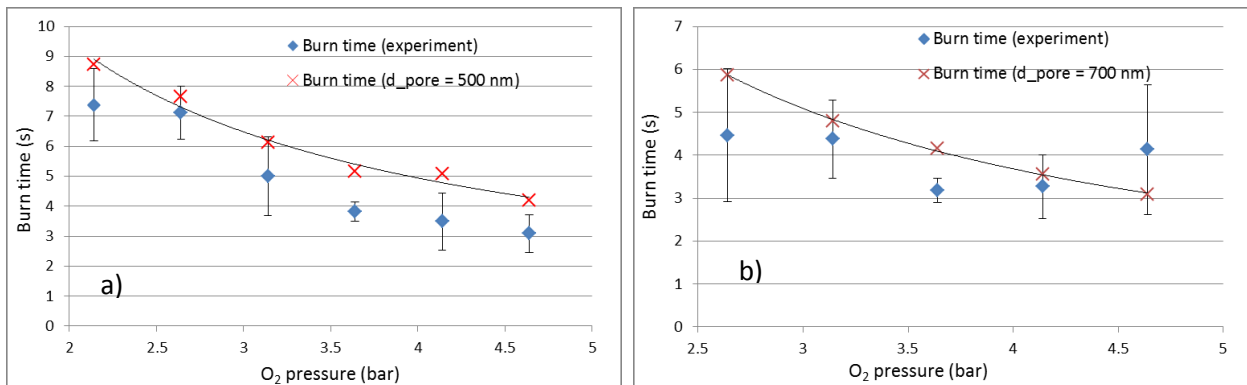 10
9
8
7
6
5
4
3
2
1
0
Burn time (s)
Burn time (experiment)
Burn time (d_pore = 500 nm)
a)
2 2.5 3 3.5 4 4.5 5
O₂ pressure (bar)
7
6
5
4
3
2
1
0
Burn time (s)
Burn time (experiment)
Burn time (d_pore = 700 nm)
b)
2.5 3 3.5 4 4.5 5
O₂ pressure (bar)